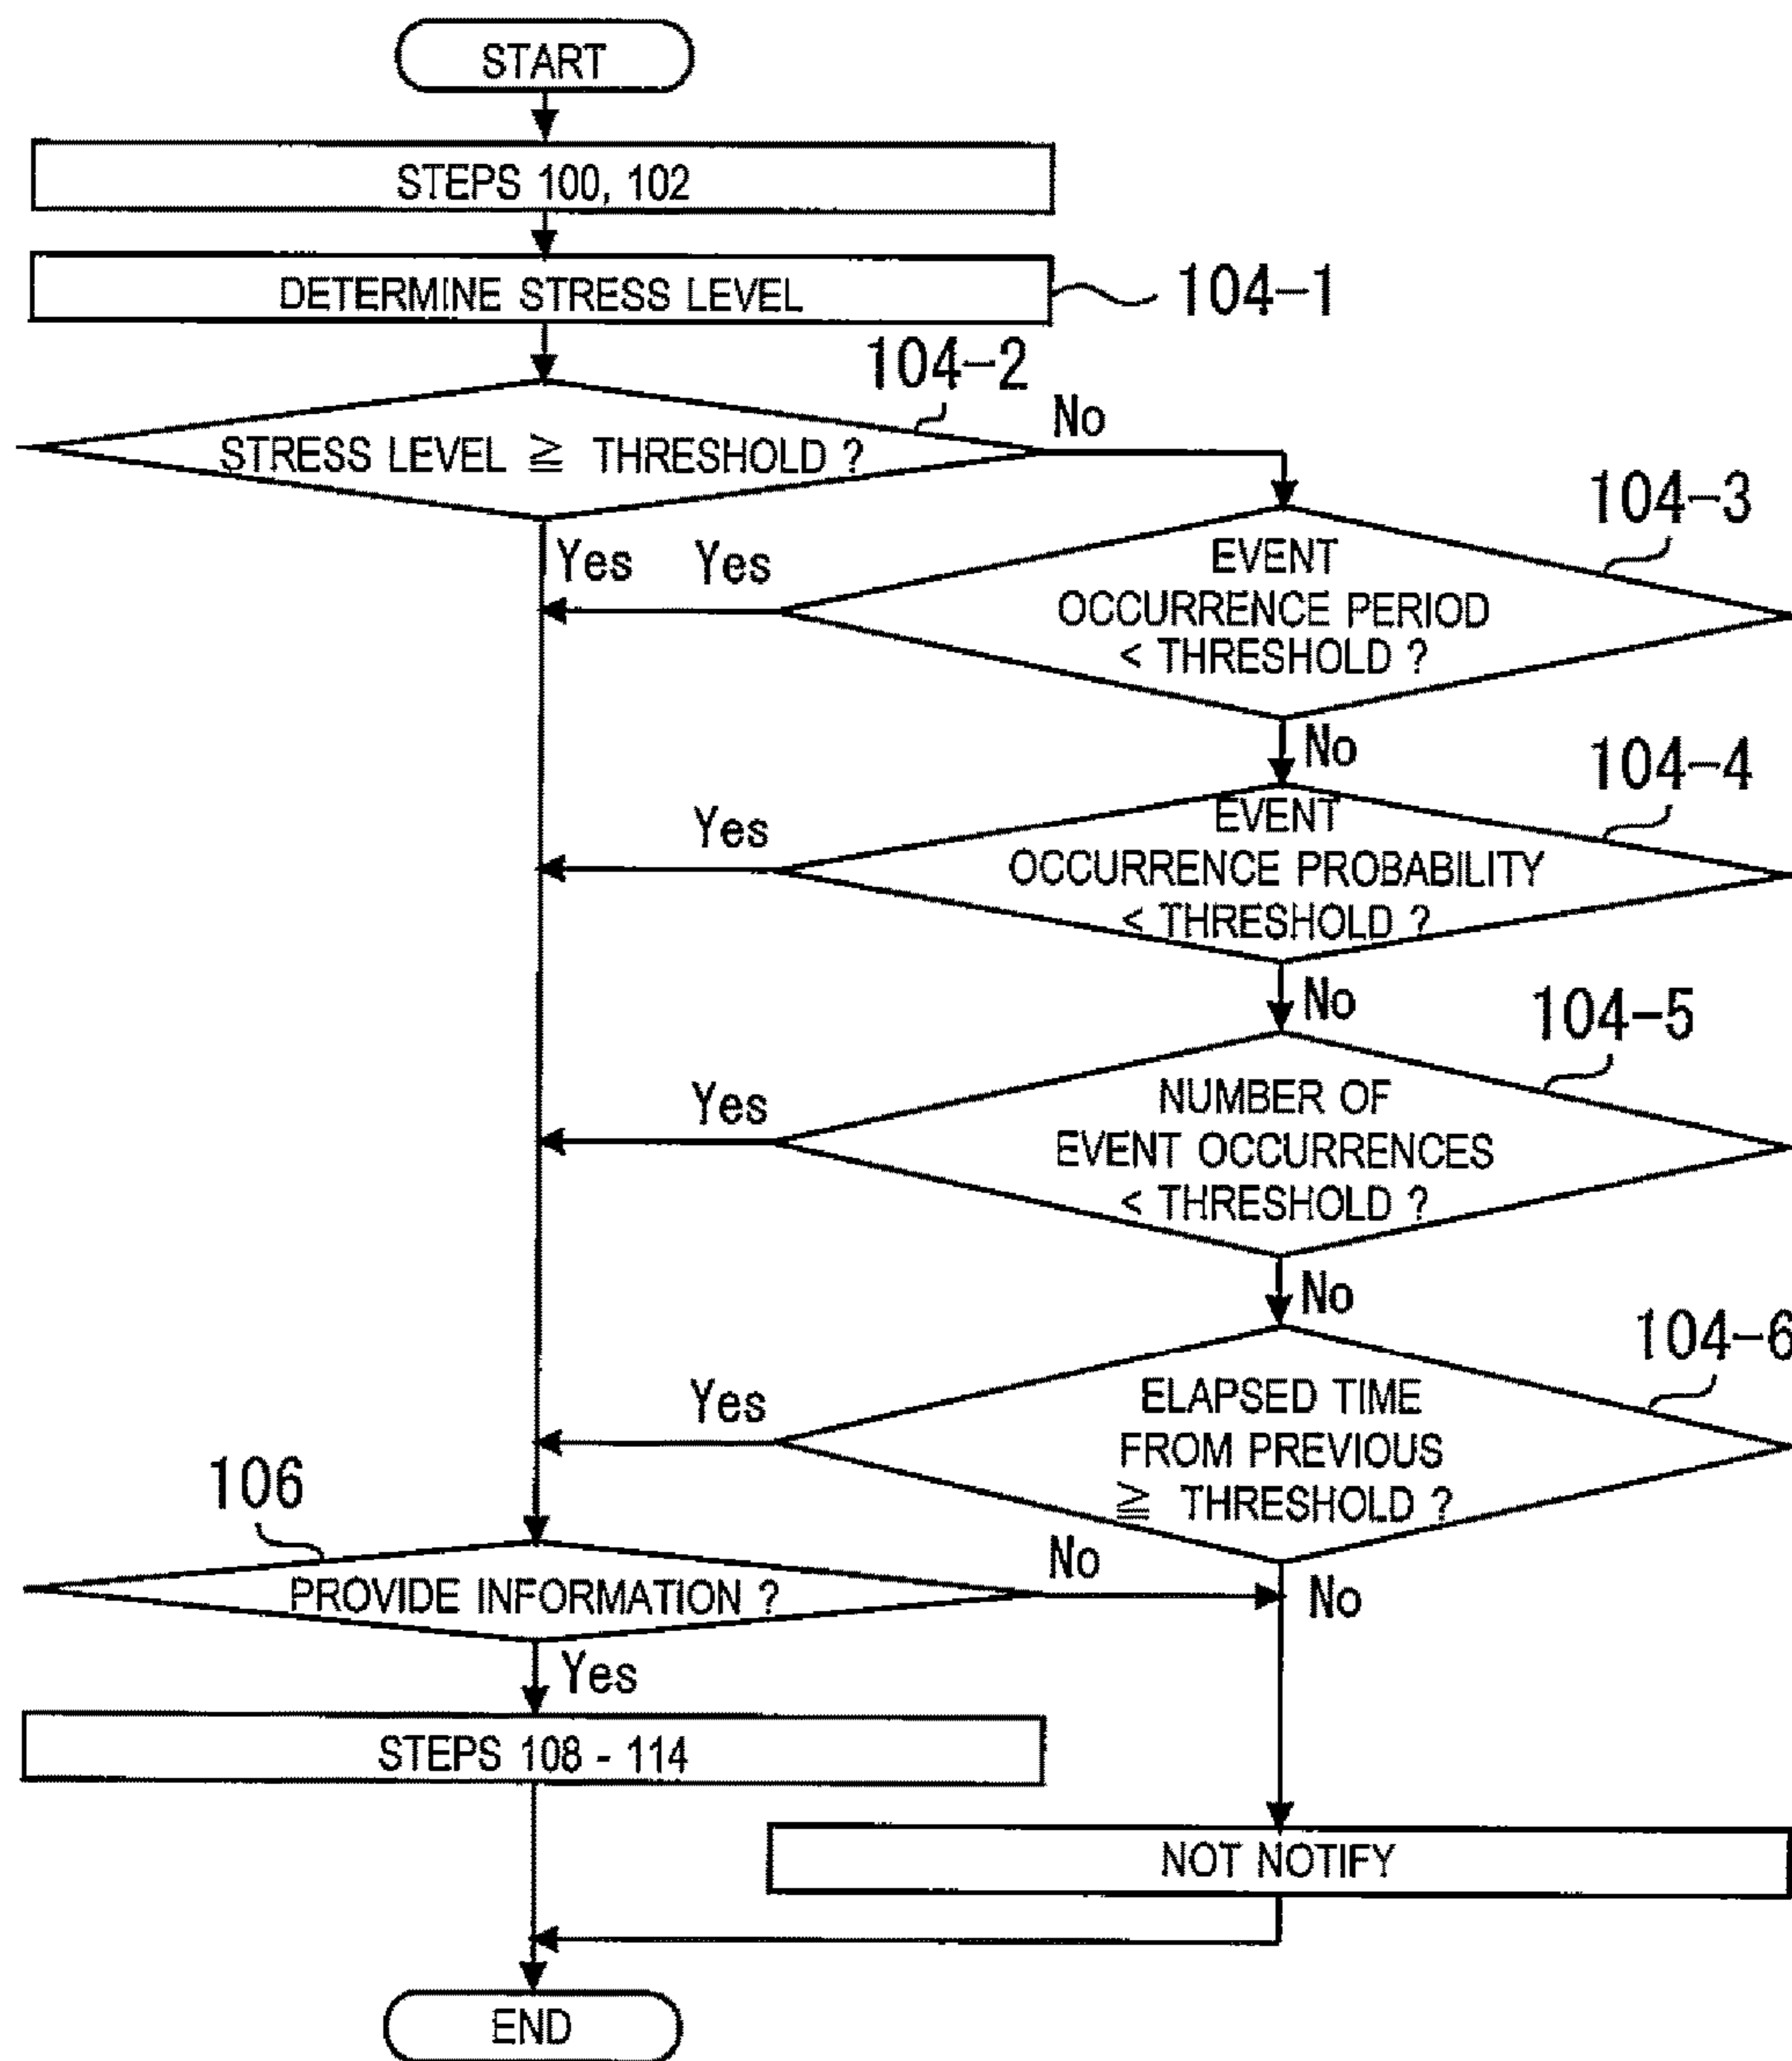 START
STEPS 100, 102
DETERMINE STRESS LEVEL
104-1
104-2
STRESS LEVEL ≧ THRESHOLD ?
No
104-3
Yes
Yes
EVENT
OCCURRENCE PERIOD
< THRESHOLD ?
No
104-4
Yes
EVENT
OCCURRENCE PROBABILITY
< THRESHOLD ?
No
104-5
Yes
NUMBER OF
EVENT OCCURRENCES
< THRESHOLD ?
No
104-6
Yes
ELAPSED TIME
FROM PREVIOUS
≧ THRESHOLD ?
106
PROVIDE INFORMATION ?
No
No
Yes
STEPS 108 - 114
NOT NOTIFY
END